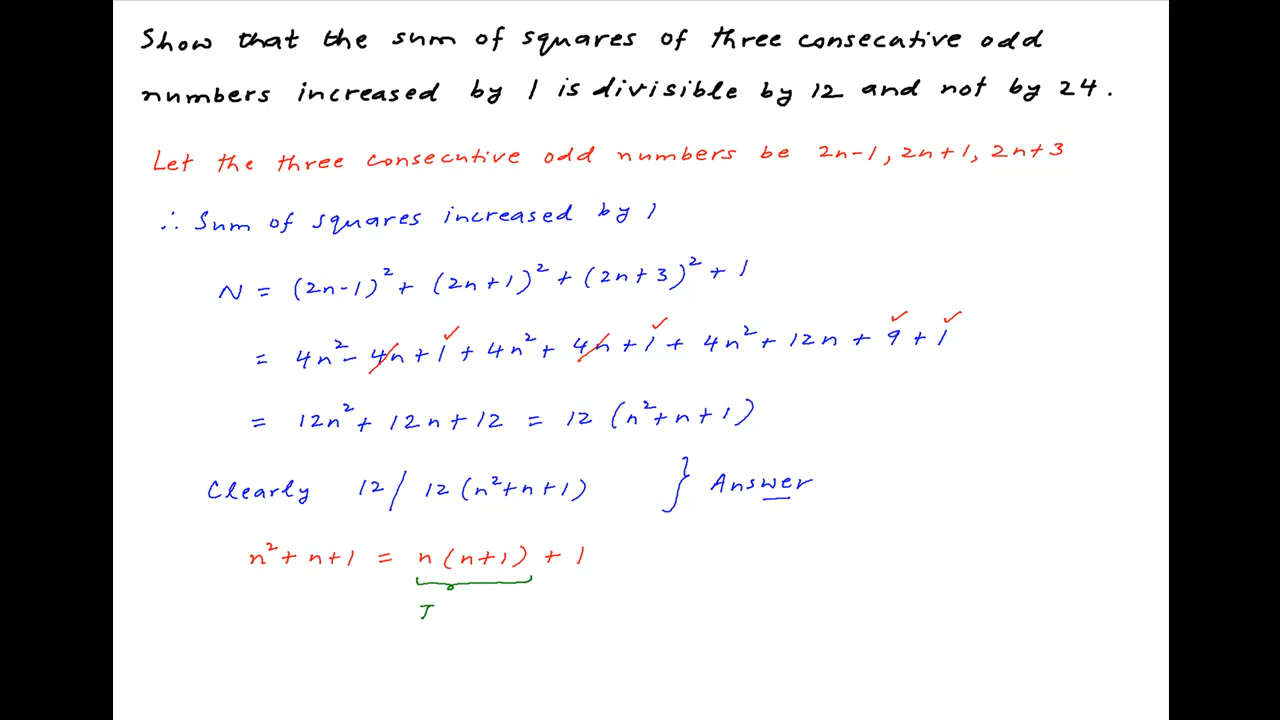 Show that the sum of squares of three consecative odd
numbers increased by 1 is divisible by 12 and not by 24.
Let the three consecutive odd numbers be 2n-1, 2n+1, 2n+3
∴ Sum of squares increased by 1
N = (2n-1)² + (2n+1)² + (2n+3)² + 1
= 4n² - 4n + 1 + 4n² + 4n + 1 + 4n² + 12n + 9 + 1
= 12n² + 12n + 12 = 12 (n² + n + 1)
Clearly 12 / 12 (n² + n + 1) } Answer
n² + n + 1 = n (n+1) + 1
I